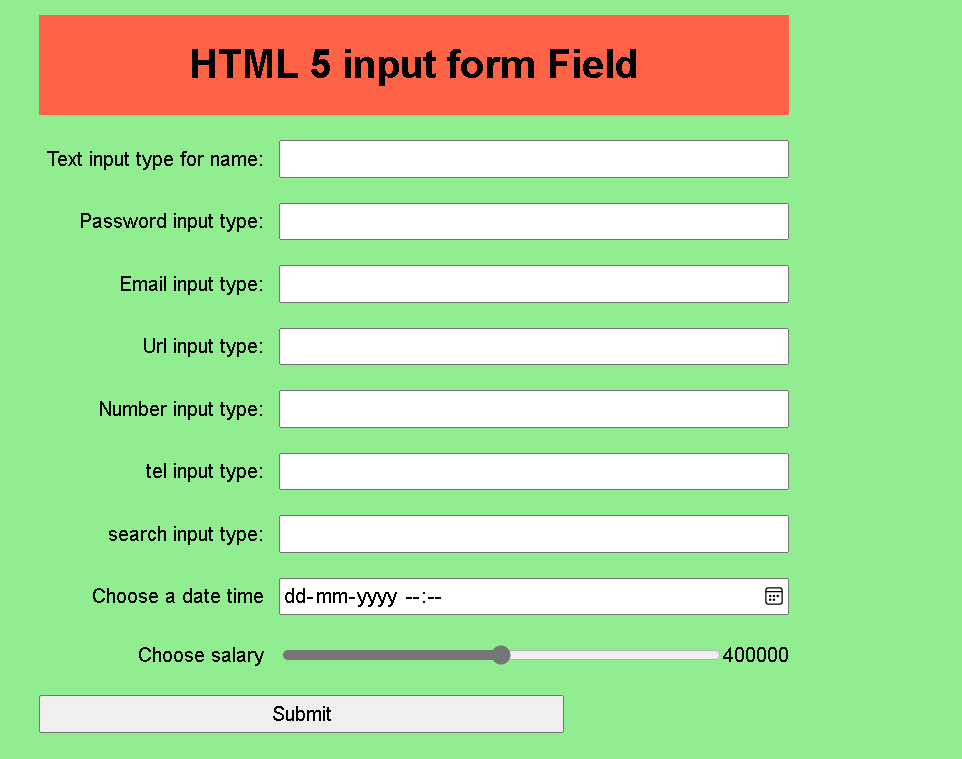 HTML 5 input form Field
Text input type for name:
Password input type:
Email input type:
Url input type:
Number input type:
tel input type:
search input type:
Choose a date time dd-mm-yyyy --:--
Choose salary 400000
Submit